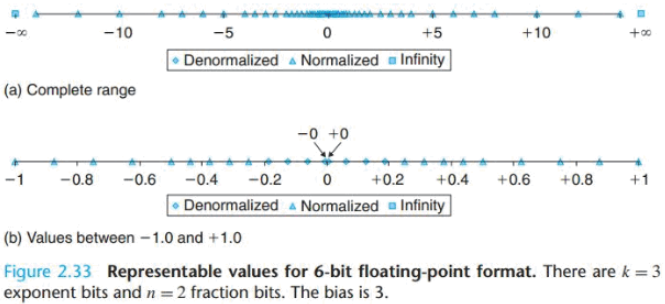 −∞ −10 −5 0 +5 +10 +∞
Denormalized Normalized Infinity
(a) Complete range
−0 +0
−1 −0.8 −0.6 −0.4 −0.2 0 +0.2 +0.4 +0.6 +0.8 +1
Denormalized Normalized Infinity
(b) Values between −1.0 and +1.0
Figure 2.33 Representable values for 6-bit floating-point format. There are k = 3
exponent bits and n = 2 fraction bits. The bias is 3.